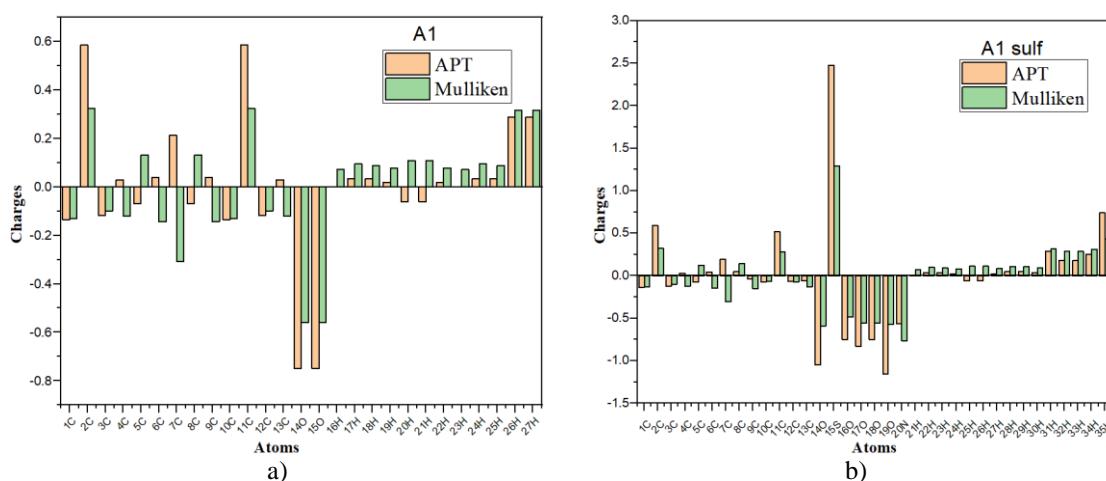 A1
APT
Mulliken
0.6
0.4
0.2
0.0
-0.2
-0.4
-0.6
-0.8
Charges
1C 2C 3C 4C 5C 6C 7C 8C 9C 10C 11C 12C 13C 14O 15O 16H 17H 18H 19H 20H 21H 22H 23H 24H 25H 26H 27H
Atoms
a)
A1 sulf
APT
Mulliken
3.0
2.5
2.0
1.5
1.0
0.5
0.0
-0.5
-1.0
-1.5
Charges
1C 2C 3C 4C 5C 6C 7C 8C 9C 10C 11C 12C 13C 14O 15S 16O 17O 18O 19O 20N 21H 22H 23H 24H 25H 26H 27H 28H 29H 30H 31H 32H 33H 34H
Atoms
b)